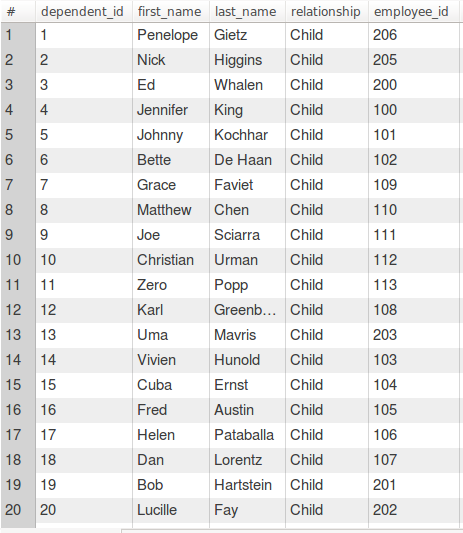 # dependent_id first_name last_name relationship employee_id
1 1 Penelope Gietz Child 206
2 2 Nick Higgins Child 205
3 3 Ed Whalen Child 200
4 4 Jennifer King Child 100
5 5 Johnny Kochhar Child 101
6 6 Bette De Haan Child 102
7 7 Grace Faviet Child 109
8 8 Matthew Chen Child 110
9 9 Joe Sciarra Child 111
10 10 Christian Urman Child 112
11 11 Zero Popp Child 113
12 12 Karl Greenb... Child 108
13 13 Uma Mavris Child 203
14 14 Vivien Hunold Child 103
15 15 Cuba Ernst Child 104
16 16 Fred Austin Child 105
17 17 Helen Pataballa Child 106
18 18 Dan Lorentz Child 107
19 19 Bob Hartstein Child 201
20 20 Lucille Fay Child 202